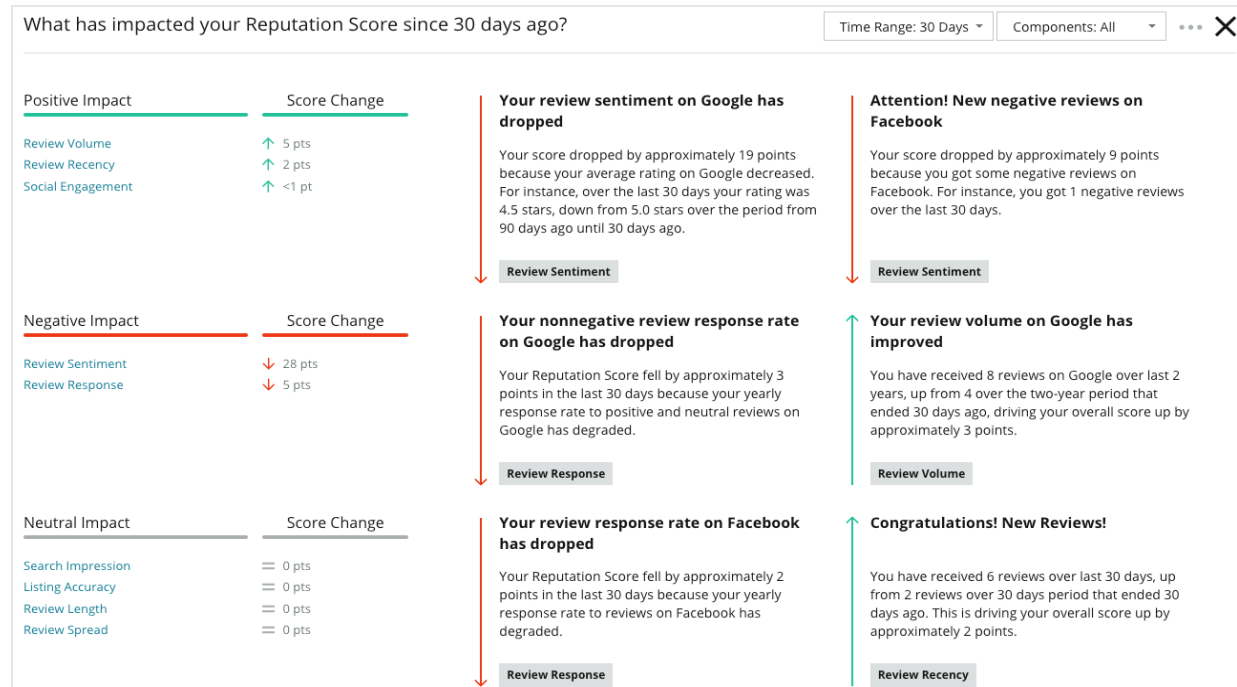 What has impacted your Reputation Score since 30 days ago?
Time Range: 30 Days
Components: All
Positive Impact
Score Change
Review Volume
5 pts
Review Recency
2 pts
Social Engagement
<1 pt
Your review sentiment on Google has
dropped
Your score dropped by approximately 19 points
because your average rating on Google decreased.
For instance, over the last 30 days your rating was
4.5 stars, down from 5.0 stars over the period from
90 days ago until 30 days ago.
Review Sentiment
Attention! New negative reviews on
Facebook
Your score dropped by approximately 9 points
because you got some negative reviews on
Facebook. For instance, you got 1 negative reviews
over the last 30 days.
Review Sentiment
Negative Impact
Score Change
Review Sentiment
28 pts
Review Response
5 pts
Your nonnegative review response rate
on Google has dropped
Your Reputation Score fell by approximately 3
points in the last 30 days because your yearly
response rate to positive and neutral reviews on
Google has degraded.
Review Response
Your review volume on Google has
improved
You have received 8 reviews on Google over last 2
years, up from 4 over the two-year period that
ended 30 days ago, driving your overall score up by
approximately 3 points.
Review Volume
Neutral Impact
Score Change
Search Impression
0 pts
Listing Accuracy
0 pts
Review Length
0 pts
Review Spread
0 pts
Your review response rate on Facebook
has dropped
Your Reputation Score fell by approximately 2
points in the last 30 days because your yearly
response rate to reviews on Facebook has
degraded.
Review Response
Congratulations! New Reviews!
You have received 6 reviews over last 30 days, up
from 2 reviews over 30 days period that ended 30
days ago. This is driving your overall score up by
approximately 2 points.
Review Recency